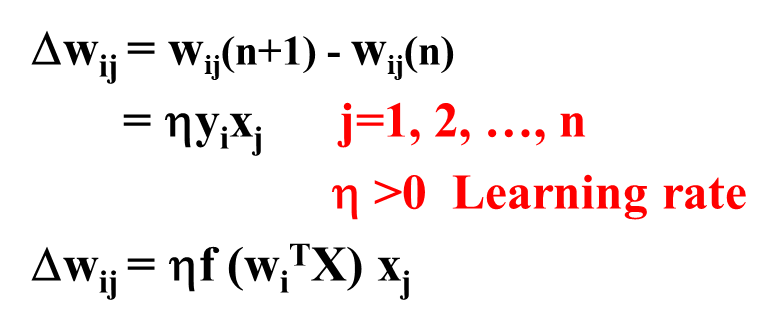 Δwᵢⱼ = wᵢⱼ(n+1) - wᵢⱼ(n)
= ηyᵢxⱼ j=1, 2, …, n
η >0 Learning rate
Δwᵢⱼ = ηf (wᵢᵀX) xⱼ